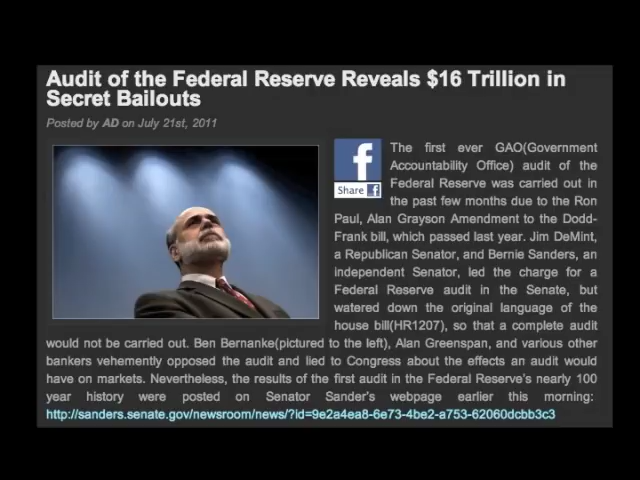 Audit of the Federal Reserve Reveals $16 Trillion in
Secret Bailouts
Posted by AD on July 21st, 2011
f
Share f
The first ever GAO(Government
Accountability Office) audit of the
Federal Reserve was carried out in
the past few months due to the Ron
Paul, Alan Grayson Amendment to the Dodd-
Frank bill, which passed last year. Jim DeMint,
a Republican Senator, and Bernie Sanders, an
independent Senator, led the charge for a
Federal Reserve audit in the Senate, but
watered down the original language of the
house bill(HR1207), so that a complete audit
would not be carried out. Ben Bernanke(pictured to the left), Alan Greenspan, and various other
bankers vehemently opposed the audit and lied to Congress about the effects an audit would
have on markets. Nevertheless, the results of the first audit in the Federal Reserve's nearly 100
year history were posted on Senator Sander's webpage earlier this morning:
http://sanders.senate.gov/newsroom/news/?id=9e2a4ea8-6e73-4be2-a753-62060dcbb3c3